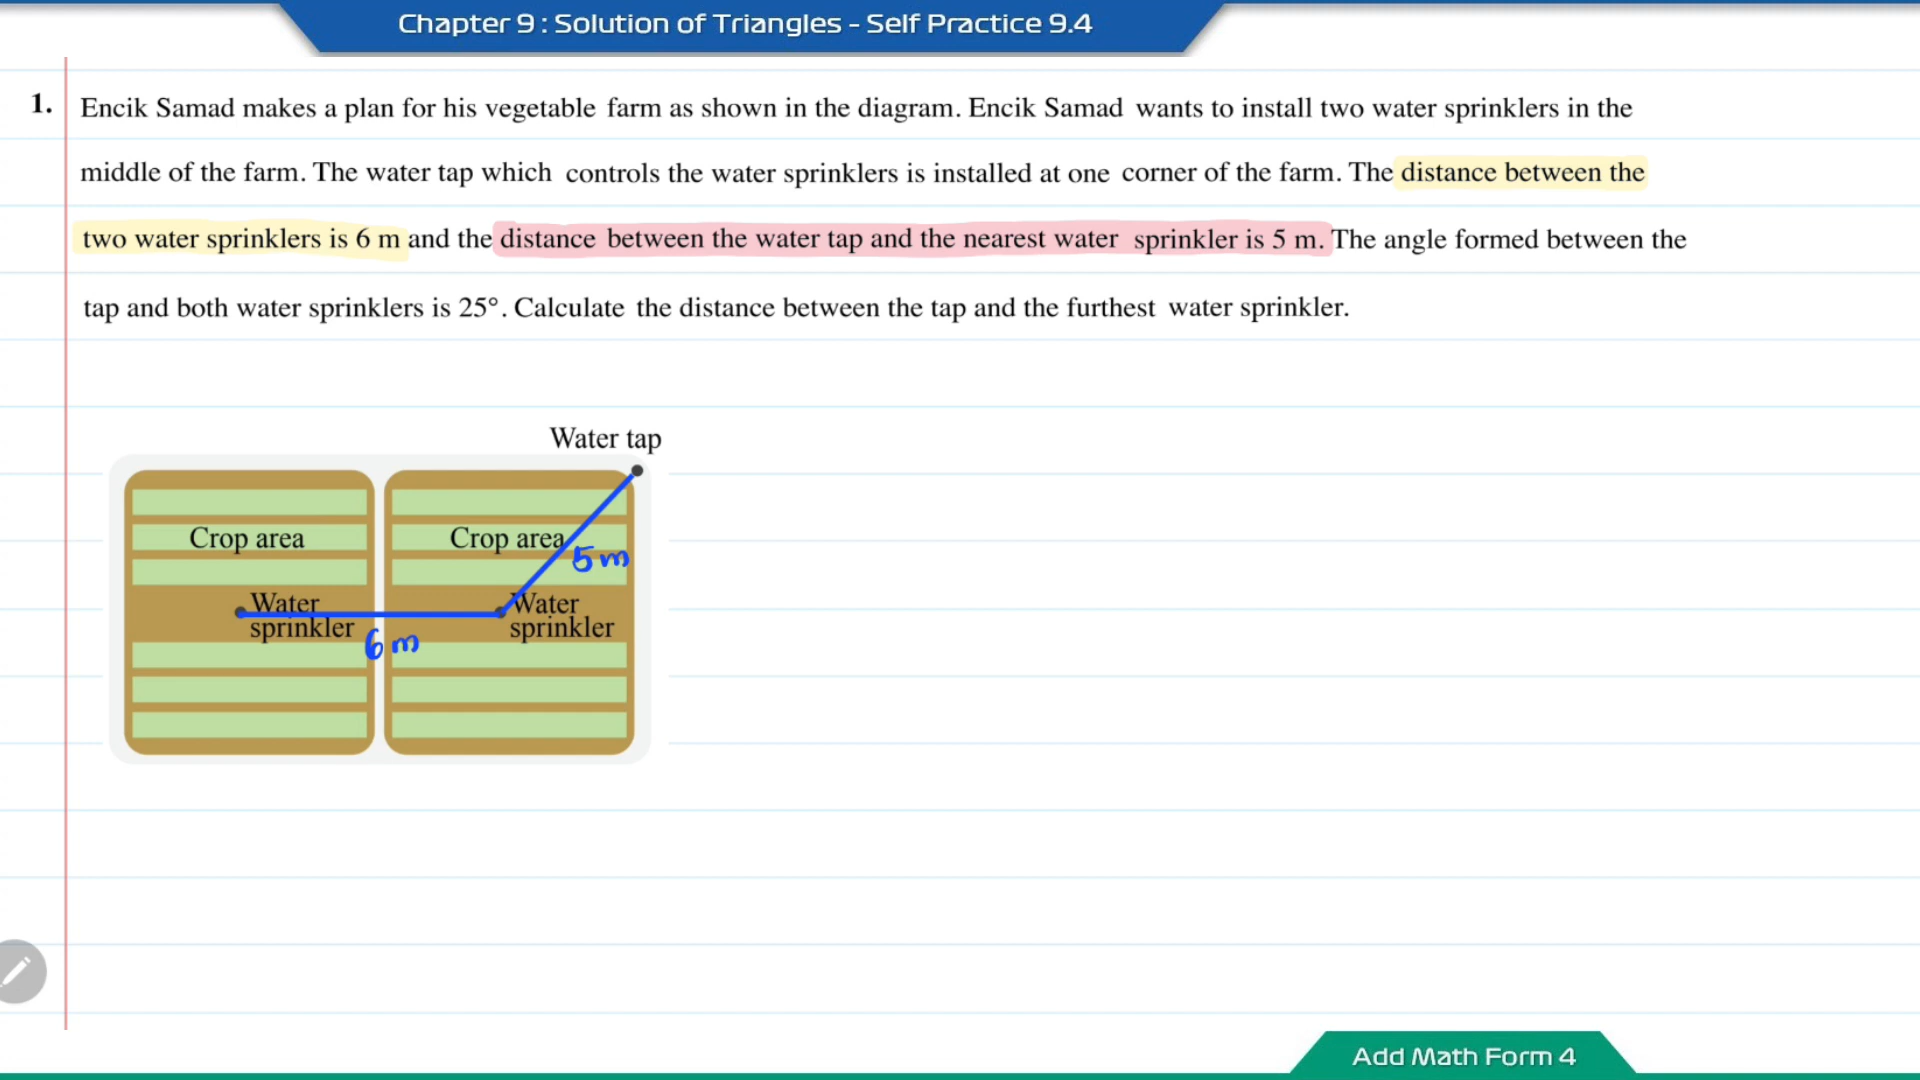 Chapter 9 : Solution of Triangles - Self Practice 9.4
1. Encik Samad makes a plan for his vegetable farm as shown in the diagram. Encik Samad wants to install two water sprinklers in the
middle of the farm. The water tap which controls the water sprinklers is installed at one corner of the farm. The distance between the
two water sprinklers is 6 m and the distance between the water tap and the nearest water sprinkler is 5 m. The angle formed between the
tap and both water sprinklers is 25°. Calculate the distance between the tap and the furthest water sprinkler.
Water tap
Crop area
Crop area
5 m
Water
sprinkler
Water
sprinkler
6 m
Add Math Form 4